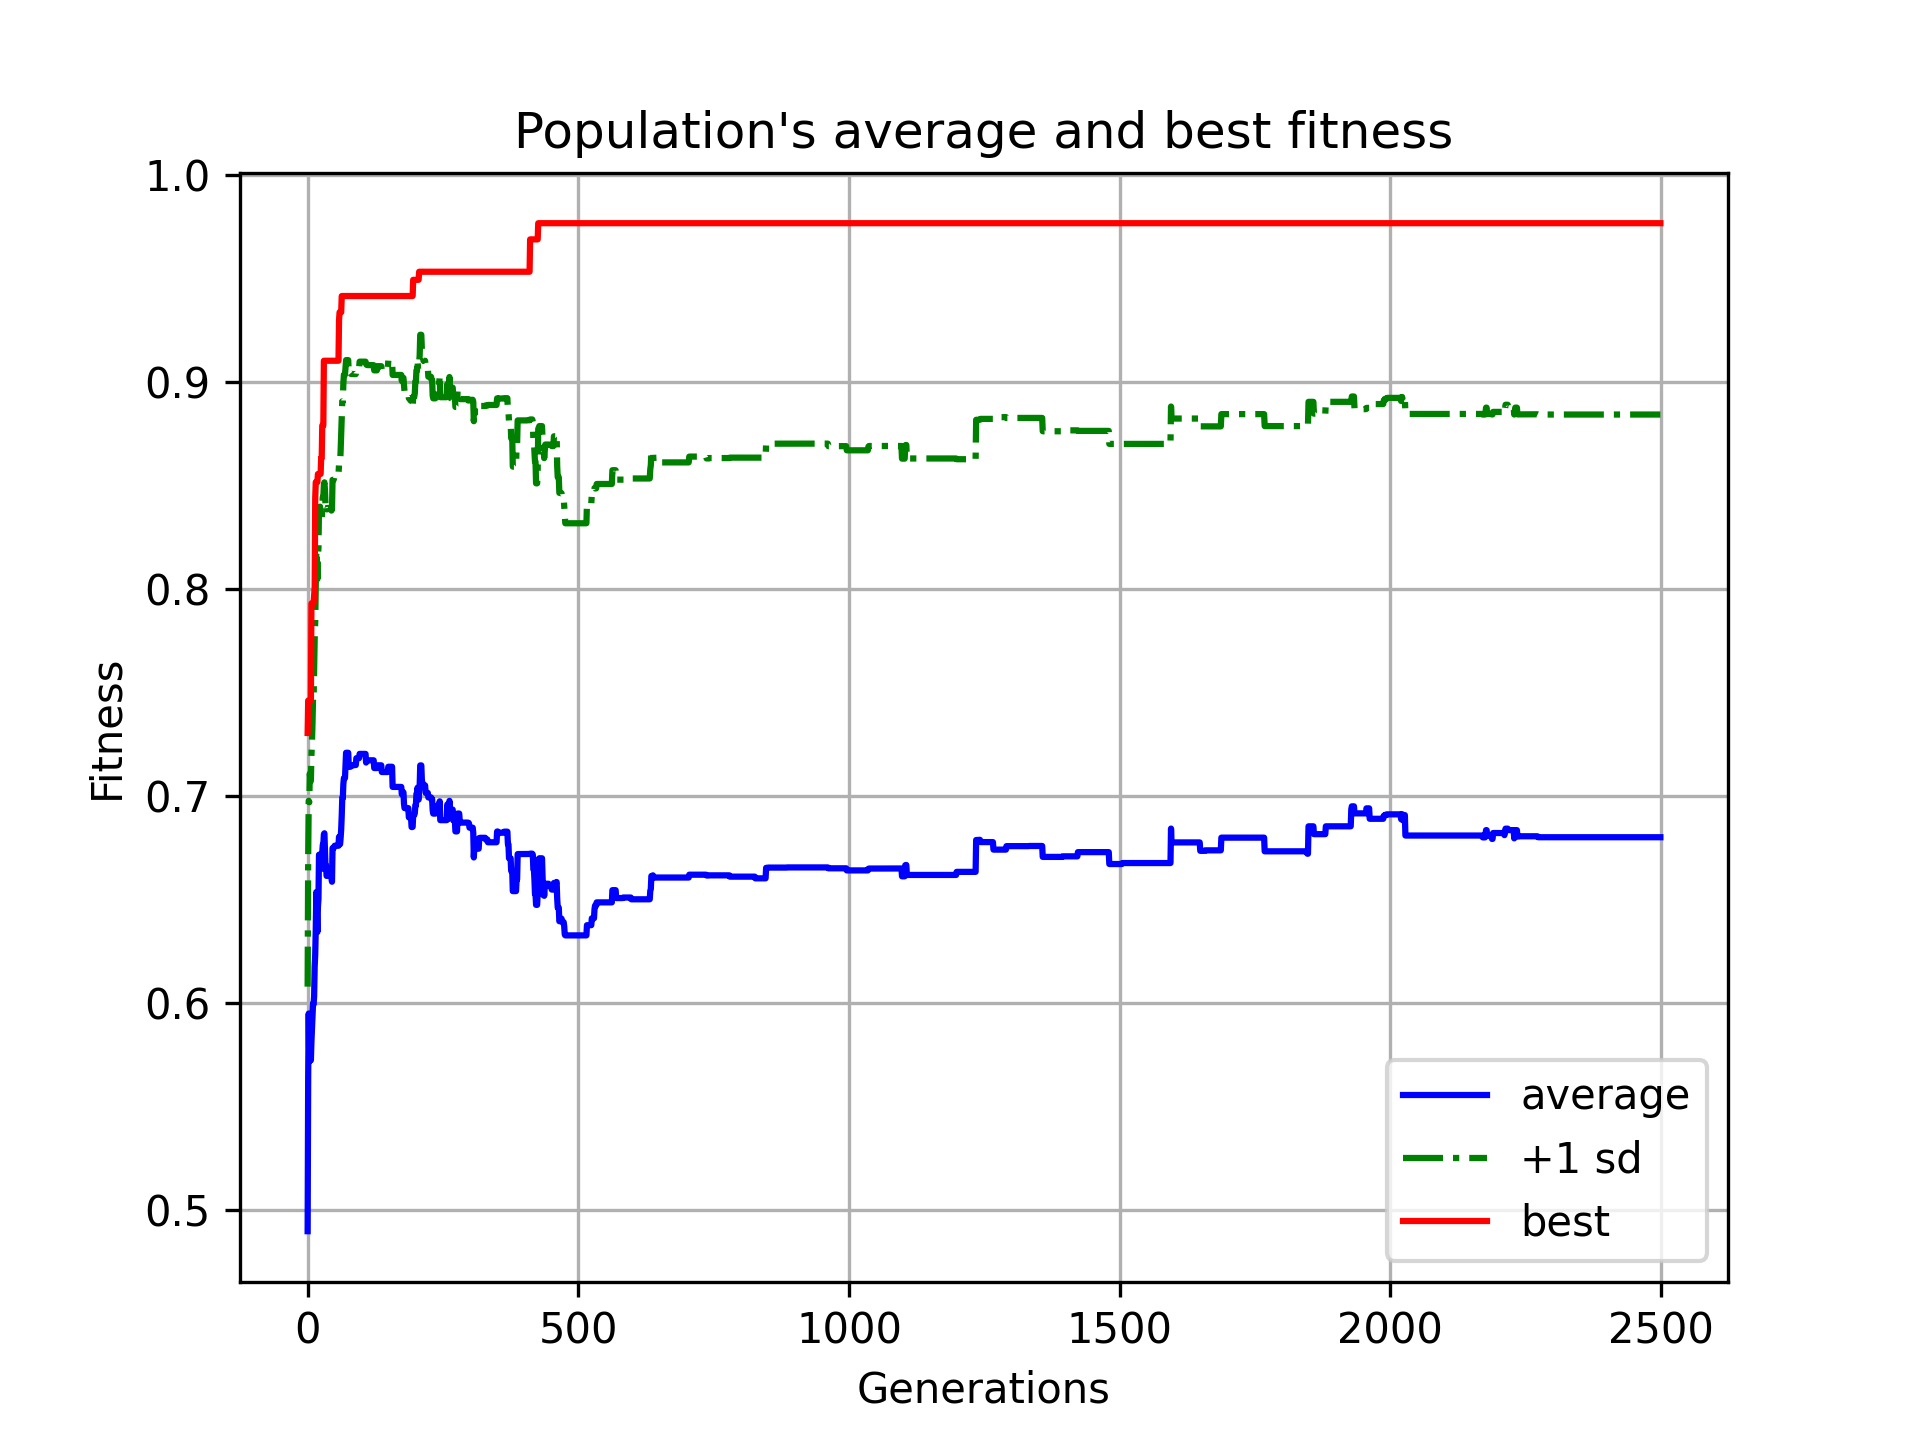 Population's average and best fitness
1.0
0.9
0.8
0.7
0.6
0.5
Fitness
0 500 1000 1500 2000 2500
Generations
average
+1 sd
best